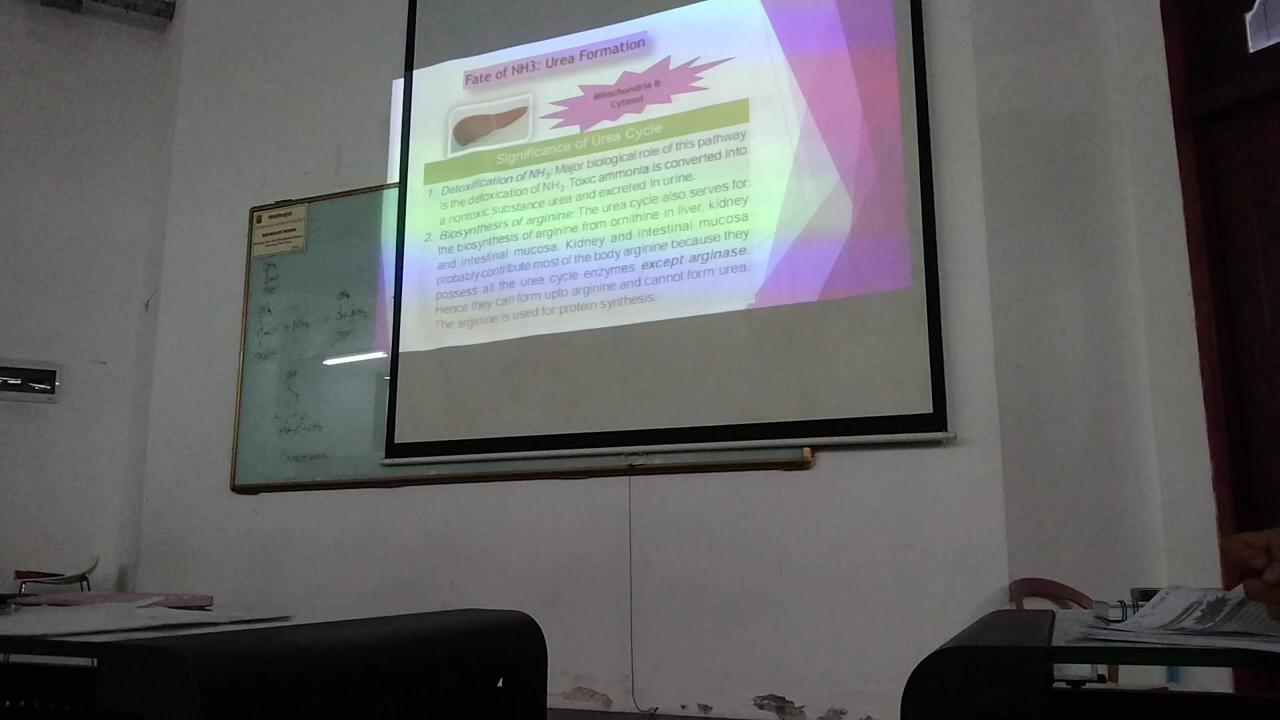 Fate of NH3: Urea Formation
Mitochondria &
Cytosol
Significance of Urea Cycle
1. Detoxification of NH3: Major biological role of this pathway
is the detoxication of NH3. Toxic ammonia is converted into
a nontoxic substance urea and excreted in urine.
2. Biosynthesis of arginine: The urea cycle also serves for
the biosynthesis of arginine from ornithine in liver, kidney
and intestinal mucosa. Kidney and intestinal mucosa
probably contribute most of the body arginine because they
possess all the urea cycle enzymes except arginase.
Hence they can form upto arginine and cannot form urea.
The arginine is used for protein synthesis.